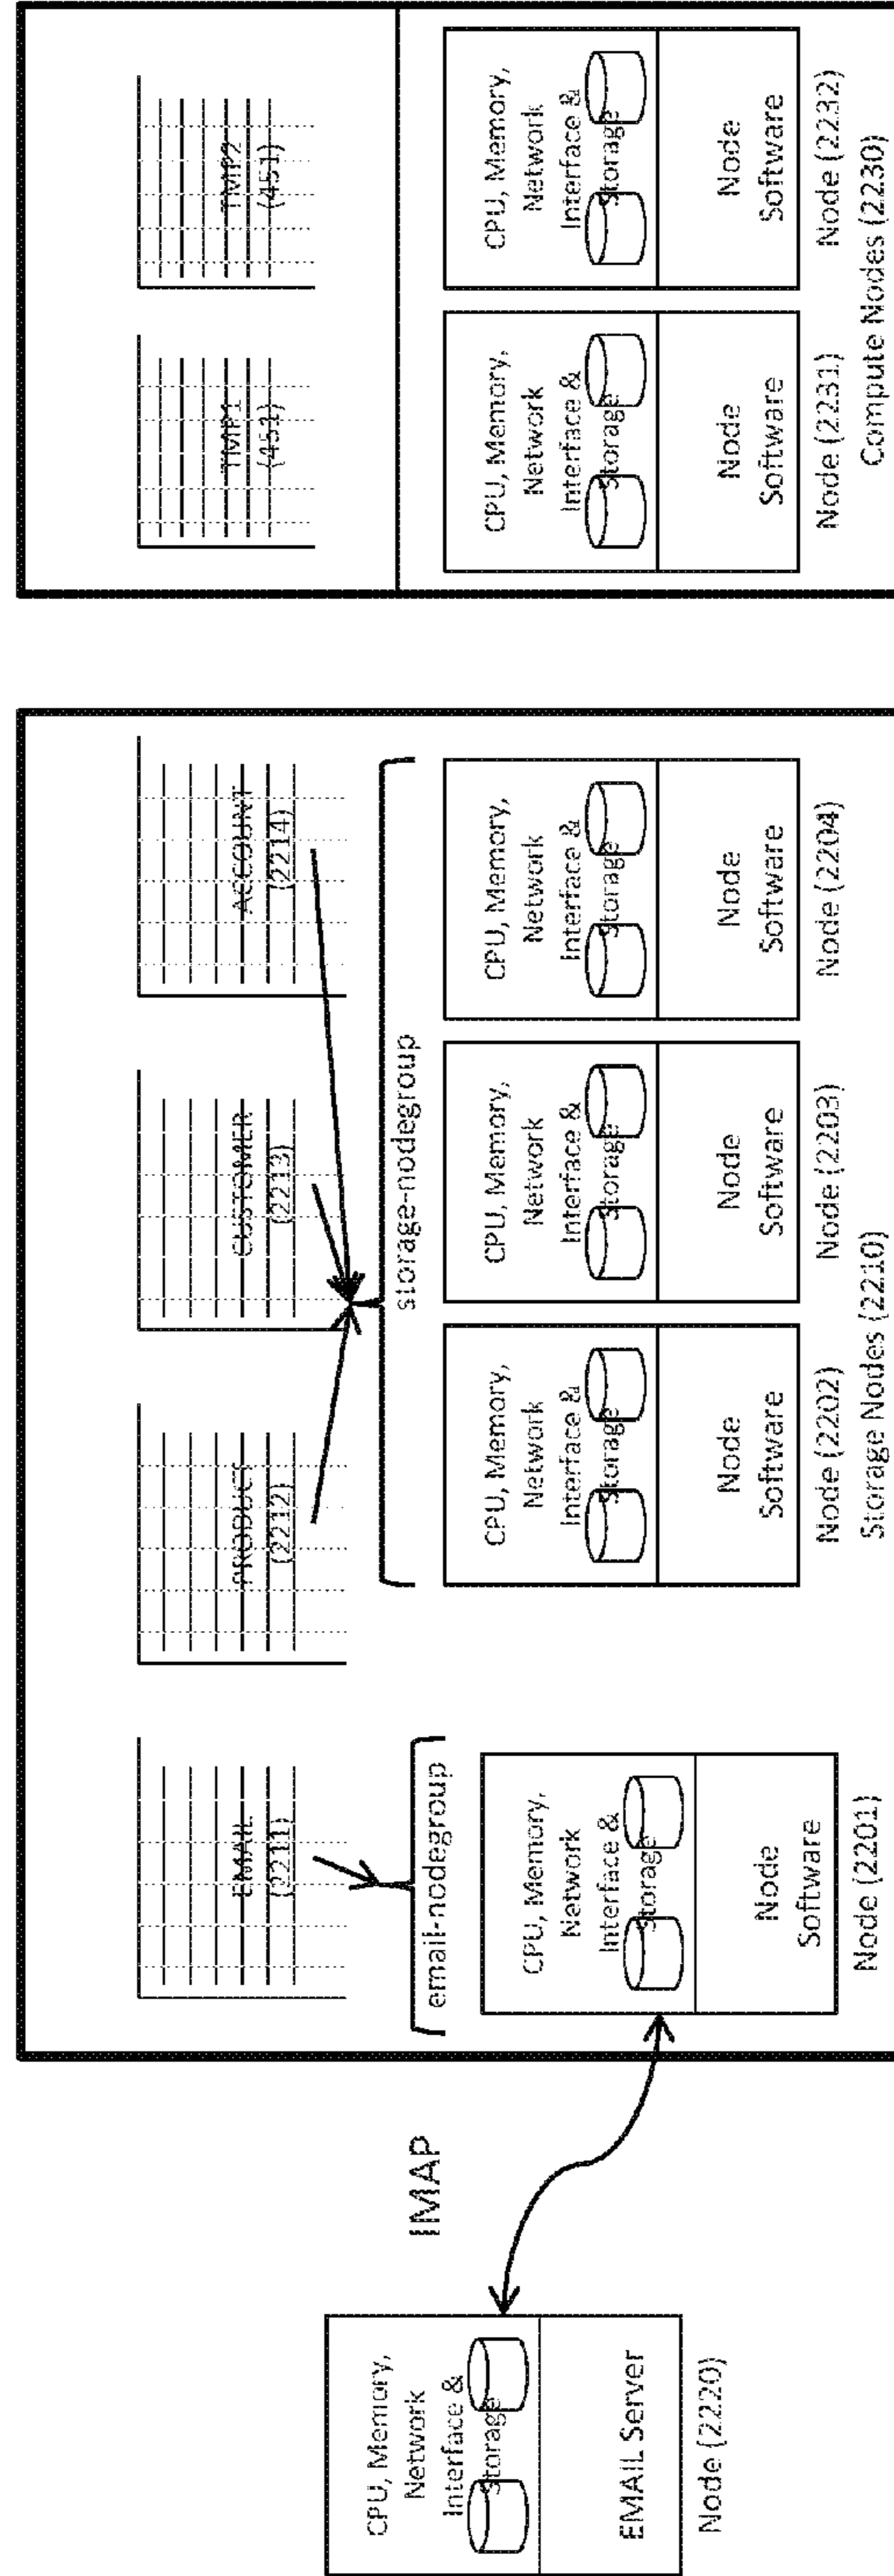 CPU, Memory,
Network
Interface &
Storage
EMAIL Server
Node (2220)
IMAP
EMAIL
(2211)
email-nodegroup
CPU, Memory,
Network
Interface &
Storage
Node
Software
Node (2201)
PRODUCT
(2212)
CUSTOMER
(2213)
ACCOUNT
(2214)
storage-nodegroup
CPU, Memory,
Network
Interface &
Storage
Node
Software
Node (2202)
CPU, Memory,
Network
Interface &
Storage
Node
Software
Node (2203)
CPU, Memory,
Network
Interface &
Storage
Node
Software
Node (2204)
Storage Nodes (2210)
TMP1
(451)
TMP2
(451)
CPU, Memory,
Network
Interface &
Storage
Node
Software
Node (2231)
CPU, Memory,
Network
Interface &
Storage
Node
Software
Node (2232)
Compute Nodes (2230)